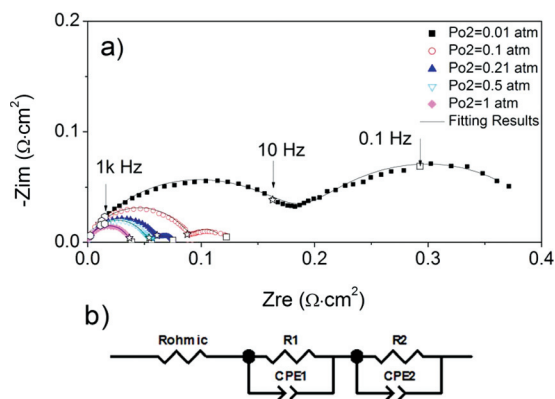 -0.2
a)
Po2=0.01 atm
Po2=0.1 atm
Po2=0.21 atm
Po2=0.5 atm
Po2=1 atm
Fitting Results
-Zim (Ω·cm²)
-0.1
1k Hz
10 Hz
0.1 Hz
0.0
0.0 0.1 0.2 0.3 0.4
Zre (Ω·cm²)
b)
Rohmic R1 R2
CPE1 CPE2